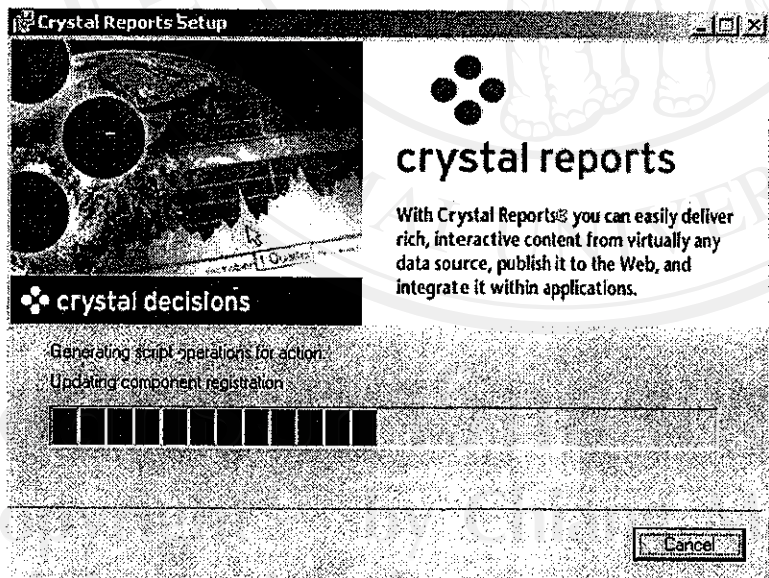 Crystal Reports Setup
crystal reports
With Crystal Reports® you can easily deliver
rich, interactive content from virtually any
data source, publish it to the Web, and
integrate it within applications.
1 Quarter
crystal decisions
Generating script operations for action:
Updating component registration
Cancel